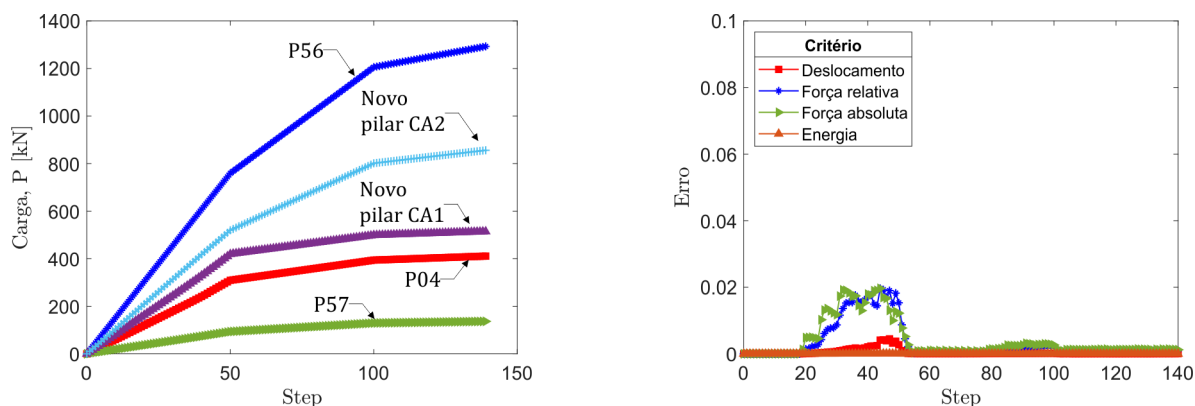 1400
1200
1000
800
600
400
200
0
Carga, P [kN]
P56
Novo
pilar CA2
Novo
pilar CA1
P04
P57
0
50
100
150
Step
0.1
0.08
0.06
0.04
0.02
0
Erro
Critério
Deslocamento
Força relativa
Força absoluta
Energia
0
20
40
60
80
100
120
140
Step